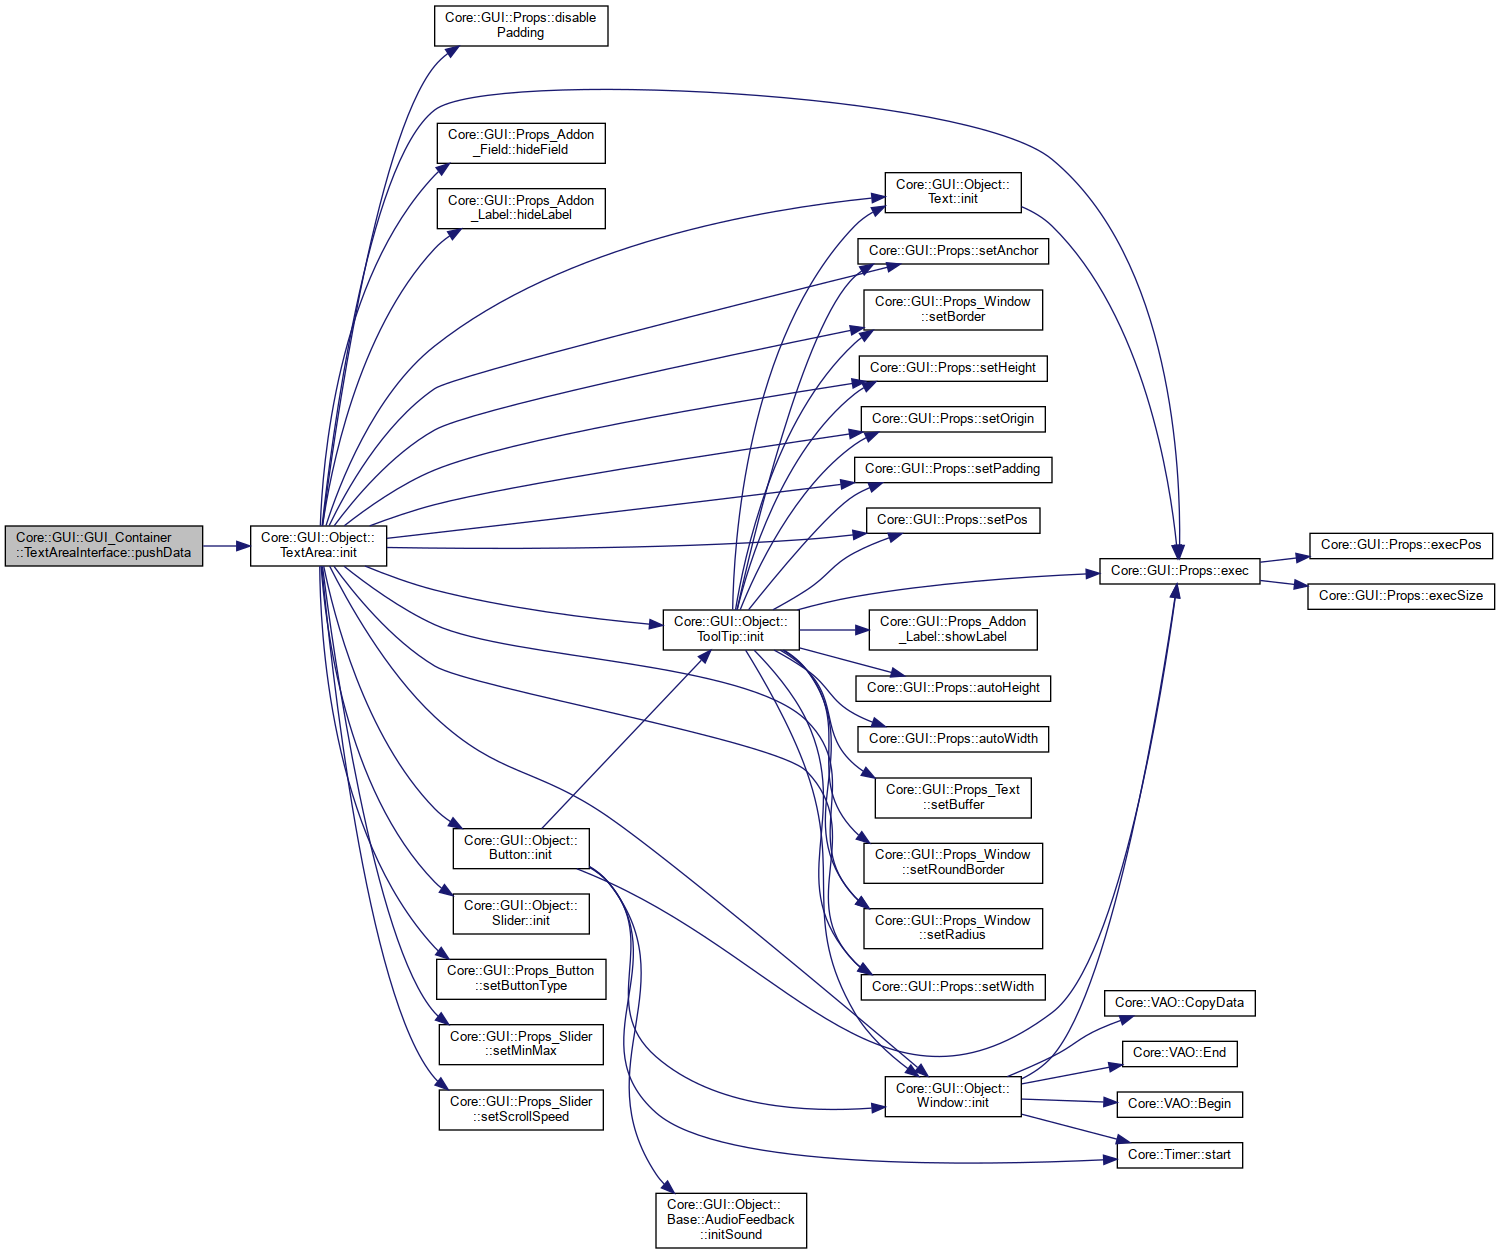 Core::GUI::Props::disable
Padding
Core::GUI::Props_Addon
_Field::hideField
Core::GUI::Props_Addon
_Label::hideLabel
Core::GUI::GUI_Container
::TextAreaInterface::pushData
Core::GUI::Object::
TextArea::init
Core::GUI::Object::
Button::init
Core::GUI::Object::
Slider::init
Core::GUI::Props_Button
::setButtonType
Core::GUI::Props_Slider
::setMinMax
Core::GUI::Props_Slider
::setScrollSpeed
Core::GUI::Object::
ToolTip::init
Core::GUI::Object::
Base::AudioFeedback
::initSound
Core::GUI::Object::
Text::init
Core::GUI::Props::setAnchor
Core::GUI::Props_Window
::setBorder
Core::GUI::Props::setHeight
Core::GUI::Props::setOrigin
Core::GUI::Props::setPadding
Core::GUI::Props::setPos
Core::GUI::Props_Addon
_Label::showLabel
Core::GUI::Props::autoHeight
Core::GUI::Props::autoWidth
Core::GUI::Props_Text
::setBuffer
Core::GUI::Props_Window
::setRoundBorder
Core::GUI::Props_Window
::setRadius
Core::GUI::Props::setWidth
Core::GUI::Object::
Window::init
Core::GUI::Props::exec
Core::GUI::Props::execPos
Core::GUI::Props::execSize
Core::VAO::CopyData
Core::VAO::End
Core::VAO::Begin
Core::Timer::start